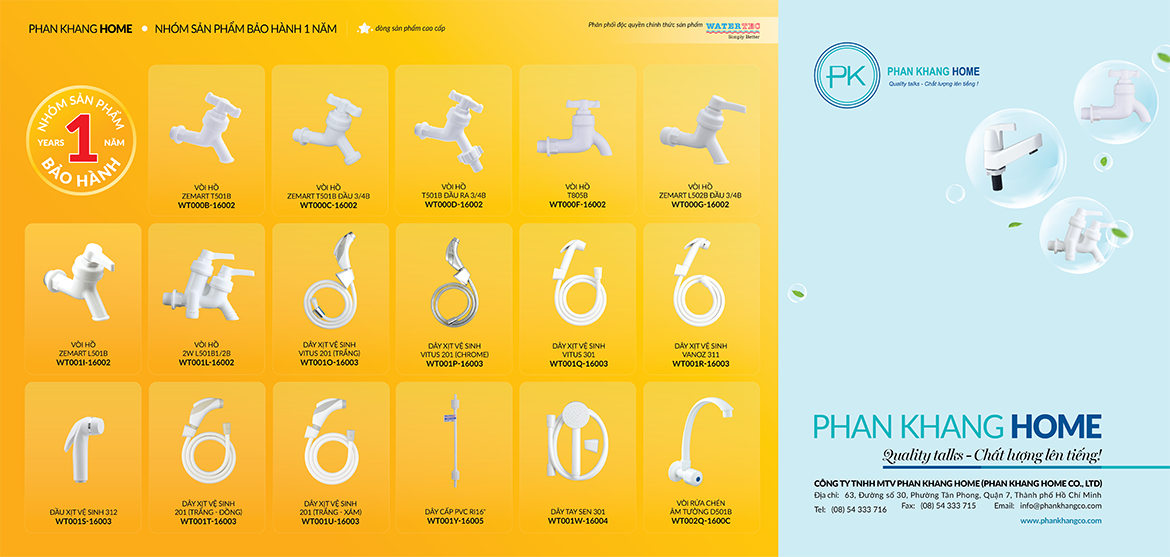 PHAN KHANG HOME • NHÓM SẢN PHẨM BẢO HÀNH 1 NĂM
dòng sản phẩm cao cấp
Phân phối độc quyền chính thức sản phẩm
WATERTEC
Simply Better
NHÓM SẢN PHẨM
YEARS 1 NĂM
BẢO HÀNH
VÒI HỒ
ZEMART T501B
WT000B-16002
VÒI HỒ
ZEMART T501B ĐẦU 3/4B
WT000C-16002
VÒI HỒ
T501B ĐẦU RA 3/4B
WT000D-16002
VÒI HỒ
T805B
WT000F-16002
VÒI HỒ
ZEMART L502B ĐẦU 3/4B
WT000G-16002
VÒI HỒ
ZEMART L501B
WT001I-16002
VÒI HỒ
2W L501B1/2B
WT001L-16002
DÂY XỊT VỆ SINH
VITUS 201 (TRẮNG)
WT001O-16003
DÂY XỊT VỆ SINH
VITUS 201 (CHROME)
WT001P-16003
DÂY XỊT VỆ SINH
VITUS 301
WT001Q-16003
DÂY XỊT VỆ SINH
VANOZ 311
WT001R-16003
ĐẦU XỊT VỆ SINH 312
WT001S-16003
DÂY XỊT VỆ SINH
201 (TRẮNG - ĐỒNG)
WT001T-16003
DÂY XỊT VỆ SINH
201 (TRẮNG - XÁM)
WT001U-16003
DÂY CẤP PVC RI16"
WT001Y-16005
DÂY TAY SEN 301
WT001W-16004
VÒI RỬA CHÉN
ÂM TƯỜNG D501B
WT002Q-1600C
PK
PHAN KHANG HOME
Quality talks - Chất lượng lên tiếng !
PHAN KHANG HOME
Quality talks - Chất lượng lên tiếng!
CÔNG TY TNHH MTV PHAN KHANG HOME (PHAN KHANG HOME CO., LTD)
Địa chỉ: 63, Đường số 30, Phường Tân Phong, Quận 7, Thành phố Hồ Chí Minh
Tel: (08) 54 333 716 Fax: (08) 54 333 715 Email: info@phankhangco.com
www.phankhangco.com